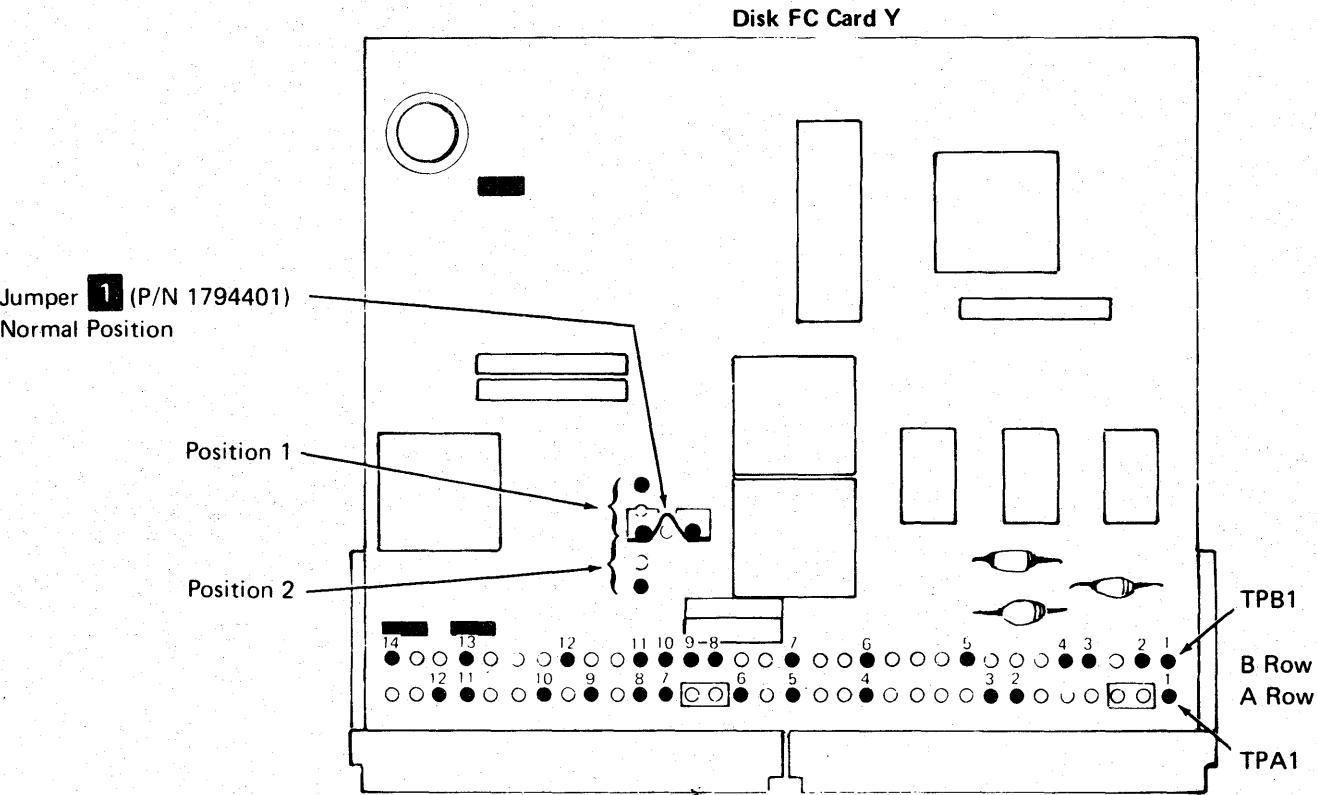 Disk FC Card Y
Jumper 1 (P/N 1794401)
Normal Position
Position 1
Position 2
TPB1
14 13 12 11 10 9 8 7 6 5 4 3 2 1
B Row
12 11 10 9 8 7 6 5 4 3 2 1
A Row
TPA1